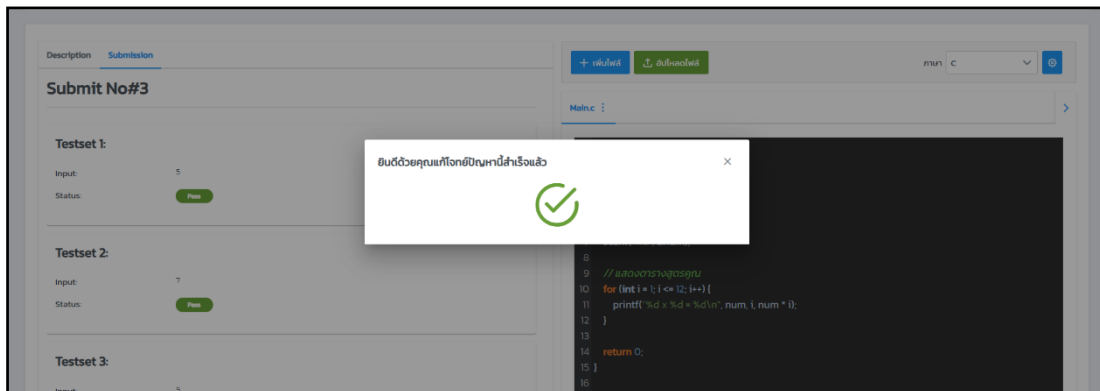 Description Submission
Submit No#3
Testset 1:
Input: 5
Status: Pass
Testset 2:
Input: 7
Status: Pass
Testset 3:
+ เพิ่มไฟล์ อัปโหลดไฟล์ ภาษา C
Main.c
ยินดีด้วยคุณแก้โจทย์ปัญหานี้สำเร็จแล้ว
8
9 // แสดงตารางสูตรคูณ
10 for (int i = 1; i <= 12; i++) {
11 printf("%d x %d = %d\n", num, i, num * i);
12 }
13
14 return 0;
15 }
16